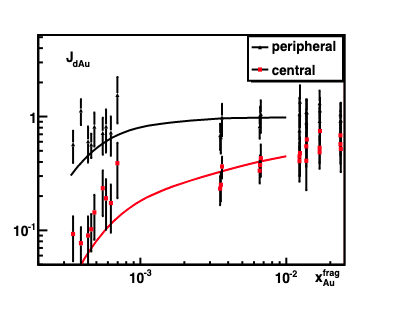 J_dAu
peripheral
central
1
10^-1
10^-3
10^-2
x_Au^frag